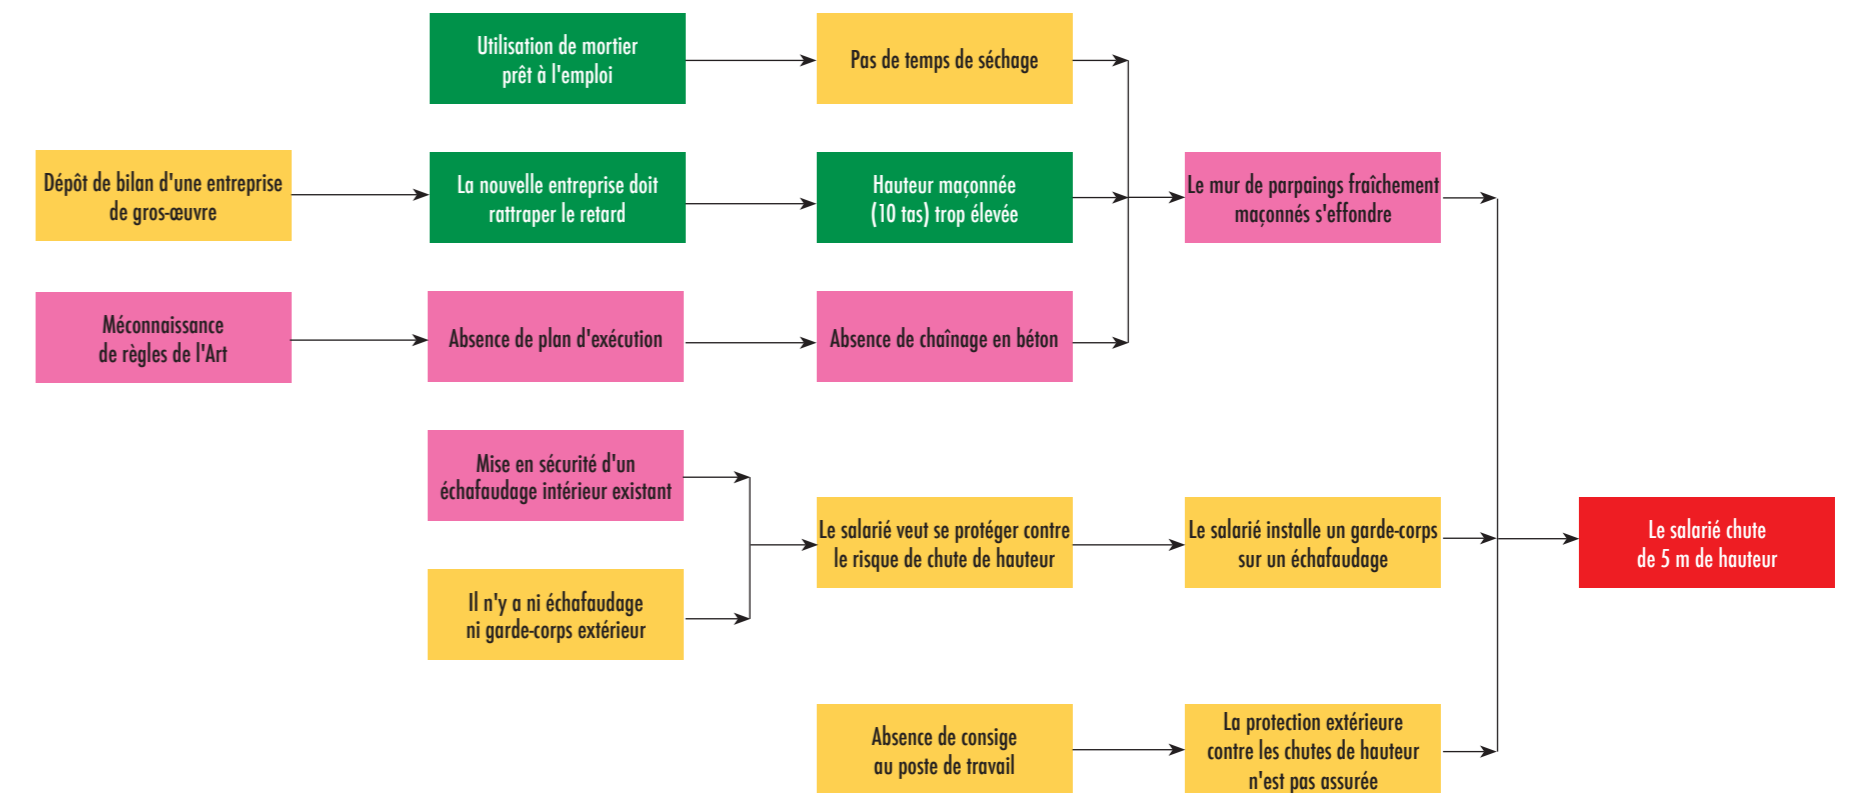 Utilisation de mortier
prêt à l'emploi
Pas de temps de séchage
Dépôt de bilan d'une entreprise
de gros-œuvre
La nouvelle entreprise doit
rattraper le retard
Hauteur maçonnée
(10 tas) trop élevée
Le mur de parpaings fraîchement
maçonnés s'effondre
Méconnaissance
de règles de l'Art
Absence de plan d'exécution
Absence de chaînage en béton
Mise en sécurité d'un
échafaudage intérieur existant
Le salarié veut se protéger contre
le risque de chute de hauteur
Le salarié installe un garde-corps
sur un échafaudage
Le salarié chute
de 5 m de hauteur
Il n'y a ni échafaudage
ni garde-corps extérieur
Absence de consige
au poste de travail
La protection extérieure
contre les chutes de hauteur
n'est pas assurée